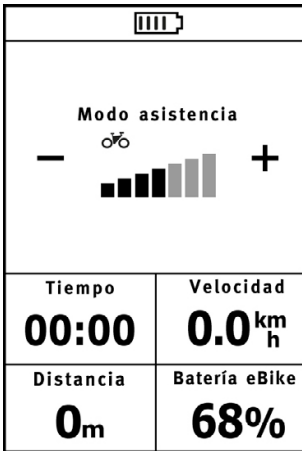 Modo asistencia
− +
Tiempo
00:00
Velocidad
0.0 km/h
Distancia
0m
Batería eBike
68%